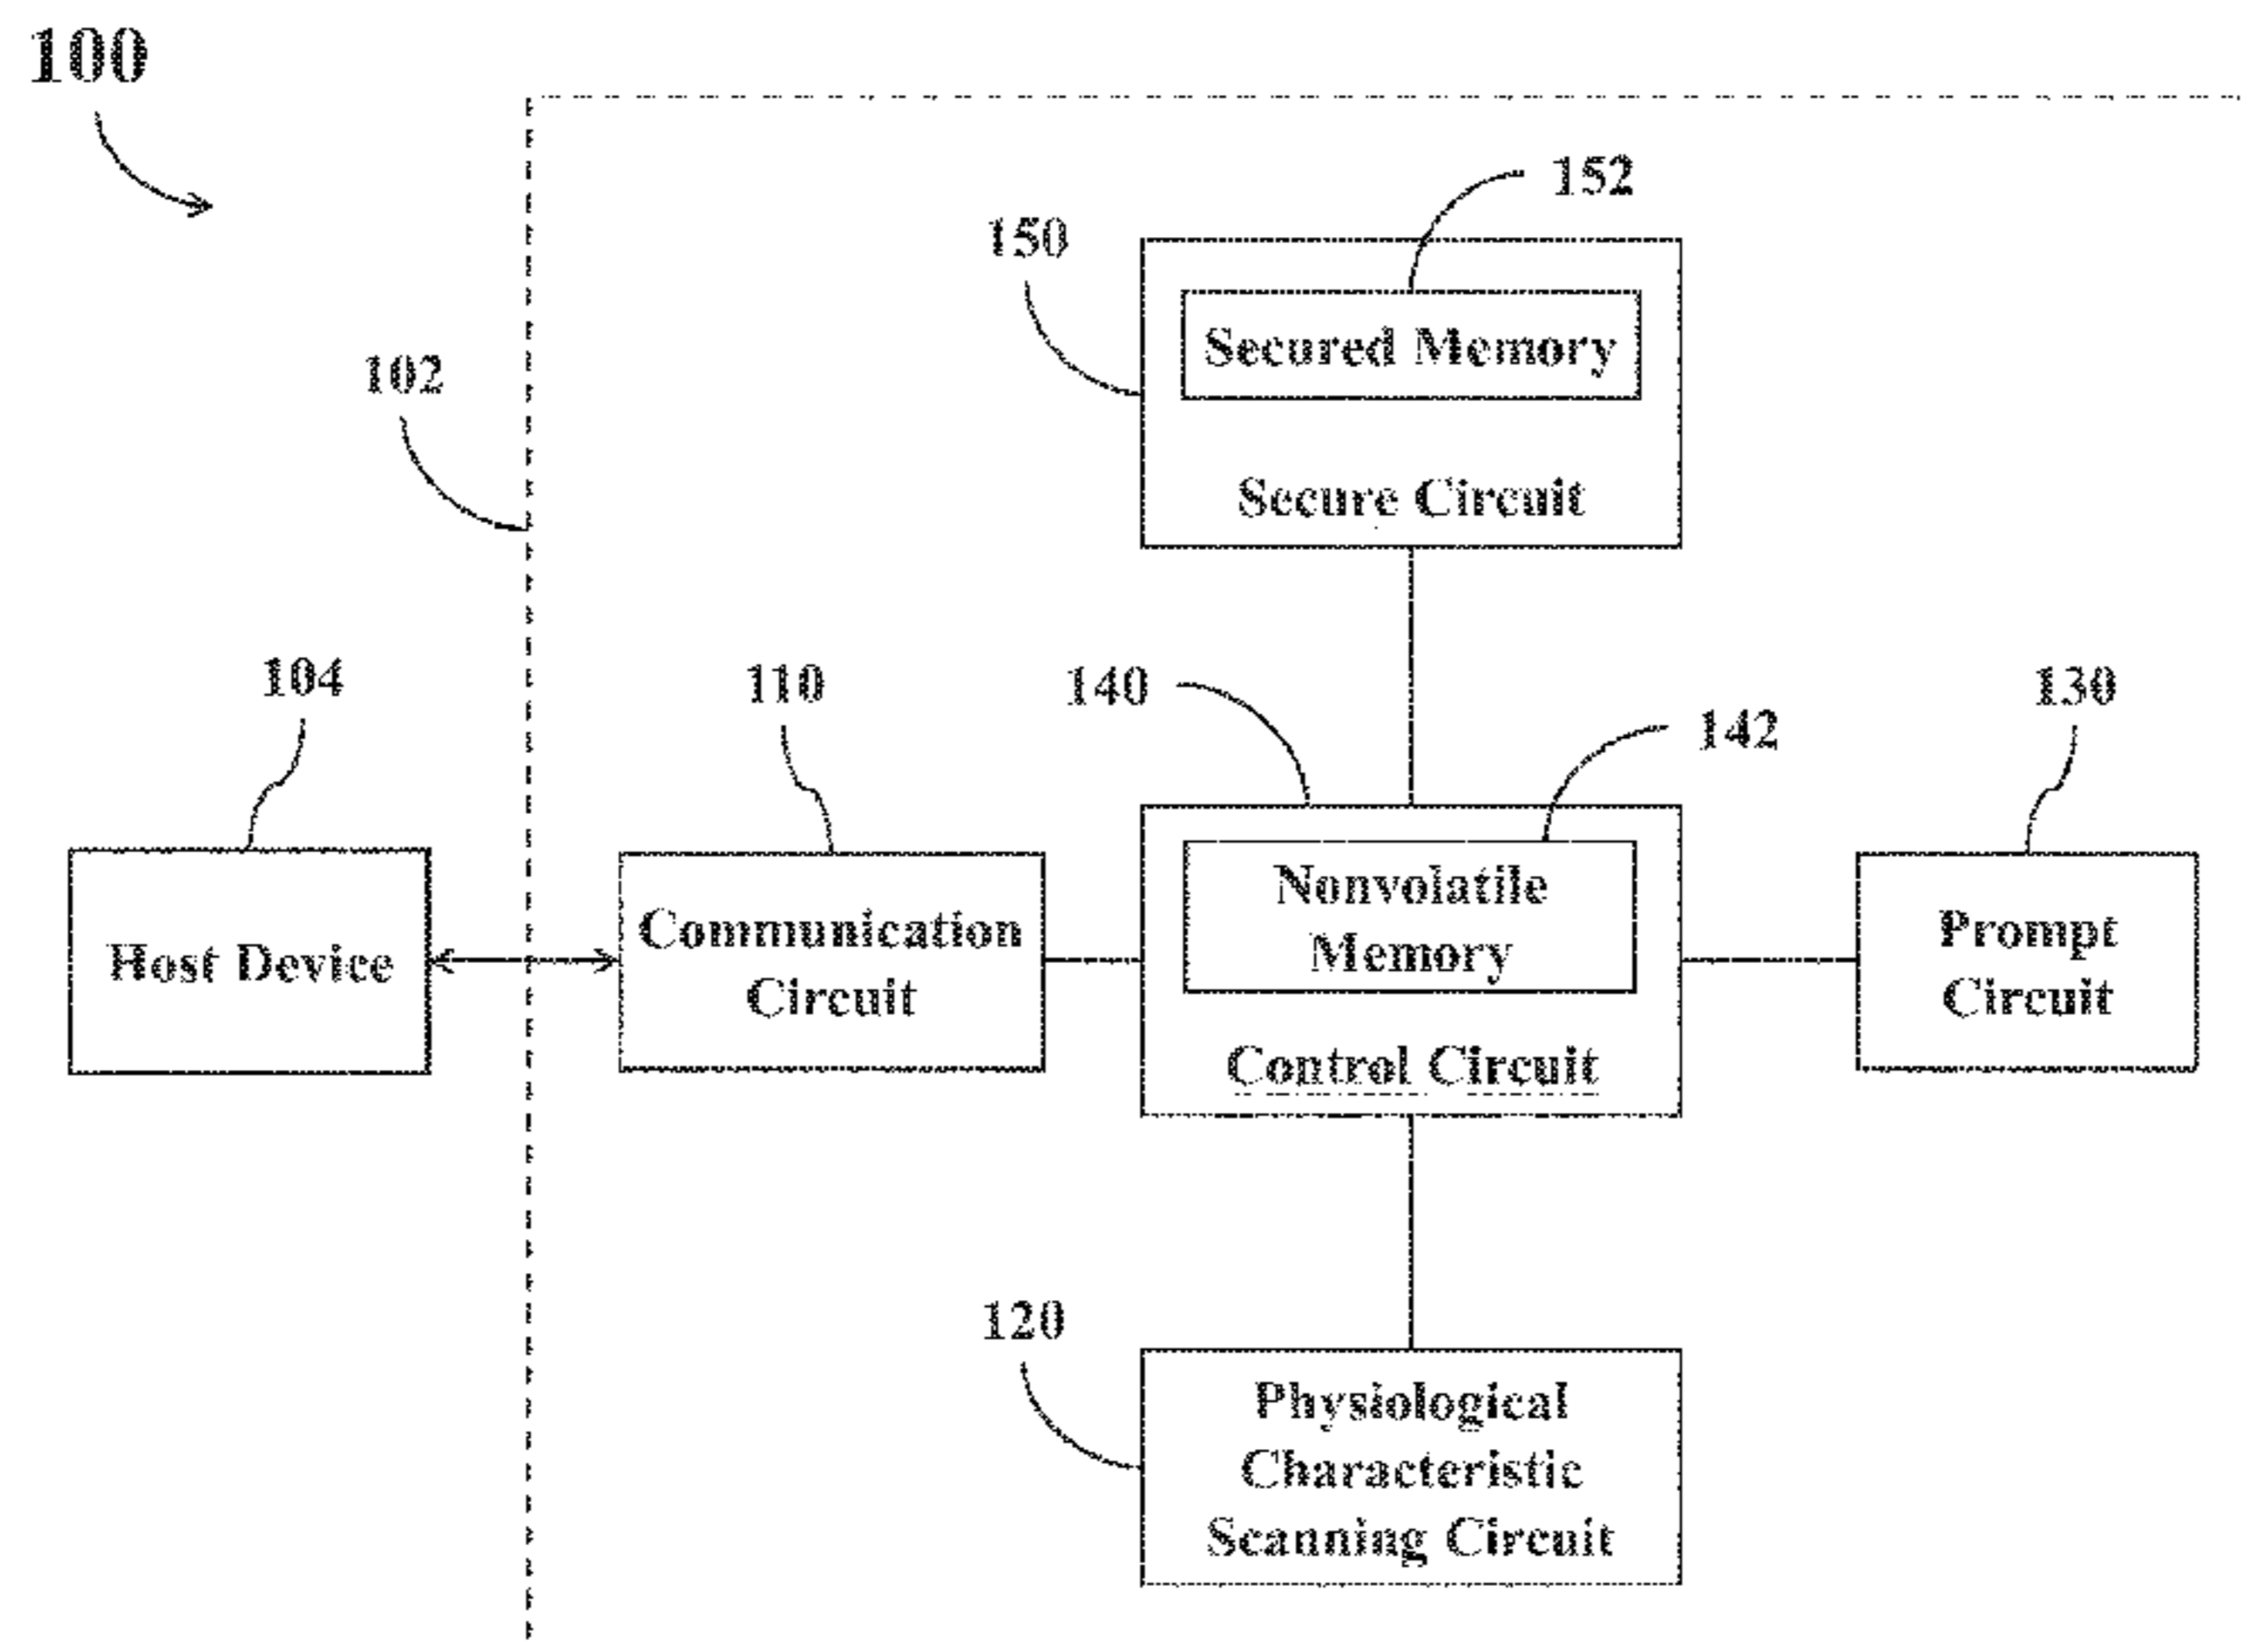 100
152
150
Secured Memory
102
Secure Circuit
104
110
140
130
142
Nonvolatile
Memory
Control Circuit
Host Device
Communication
Circuit
Prompt
Circuit
120
Physiological
Characteristic
Scanning Circuit